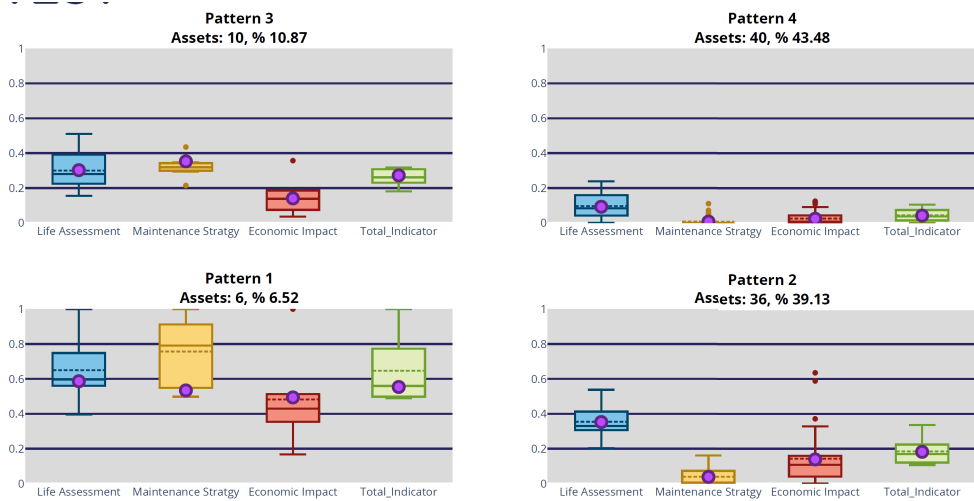 Pattern 3
Assets: 10, % 10.87
1
0.8
0.6
0.4
0.2
0
Life Assessment Maintenance Stratgy Economic Impact Total_Indicator
Pattern 4
Assets: 40, % 43.48
1
0.8
0.6
0.4
0.2
0
Life Assessment Maintenance Stratgy Economic Impact Total_Indicator
Pattern 1
Assets: 6, % 6.52
1
0.8
0.6
0.4
0.2
0
Life Assessment Maintenance Stratgy Economic Impact Total_Indicator
Pattern 2
Assets: 36, % 39.13
1
0.8
0.6
0.4
0.2
0
Life Assessment Maintenance Stratgy Economic Impact Total_Indicator